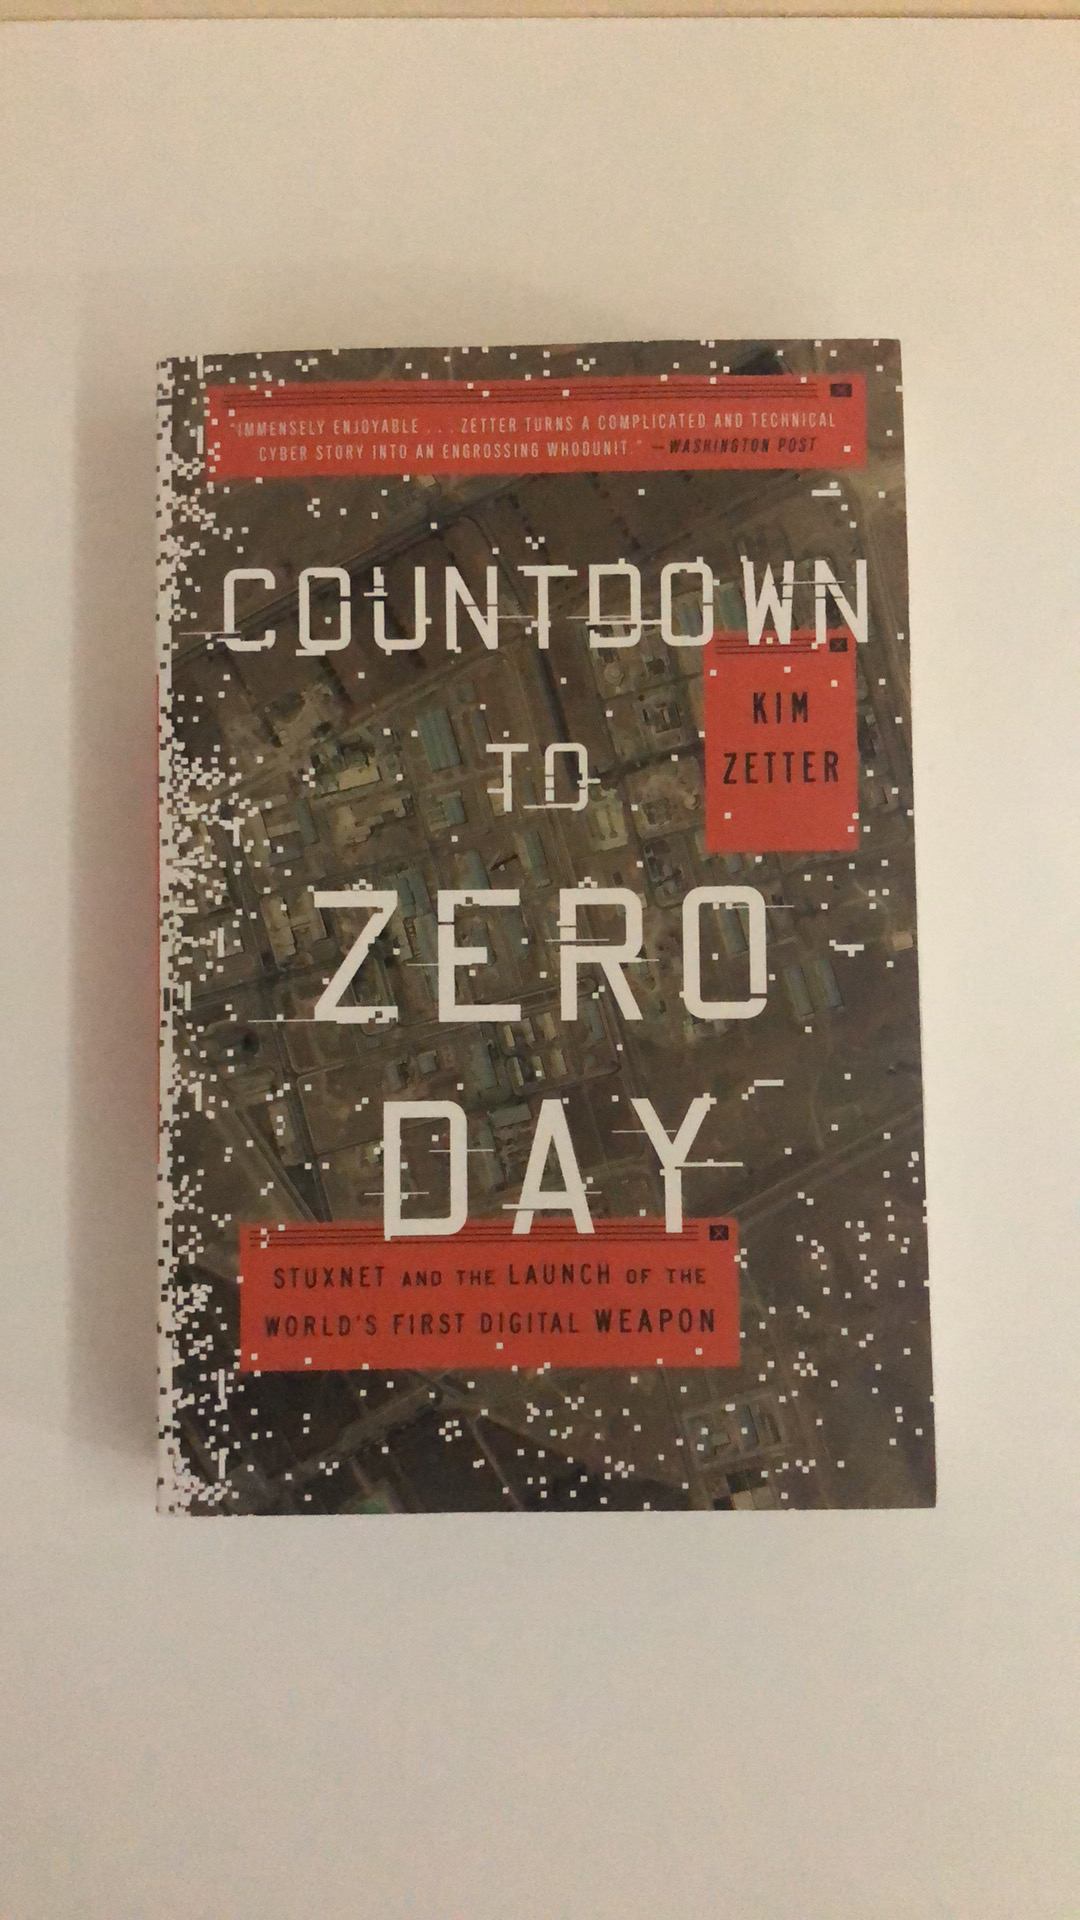 "IMMENSELY ENJOYABLE . . . ZETTER TURNS A COMPLICATED AND TECHNICAL
CYBER STORY INTO AN ENGROSSING WHODUNIT." —WASHINGTON POST
COUNTDOWN
KIM
ZETTER
TO
ZERO
DAY
STUXNET AND THE LAUNCH OF THE
WORLD'S FIRST DIGITAL WEAPON